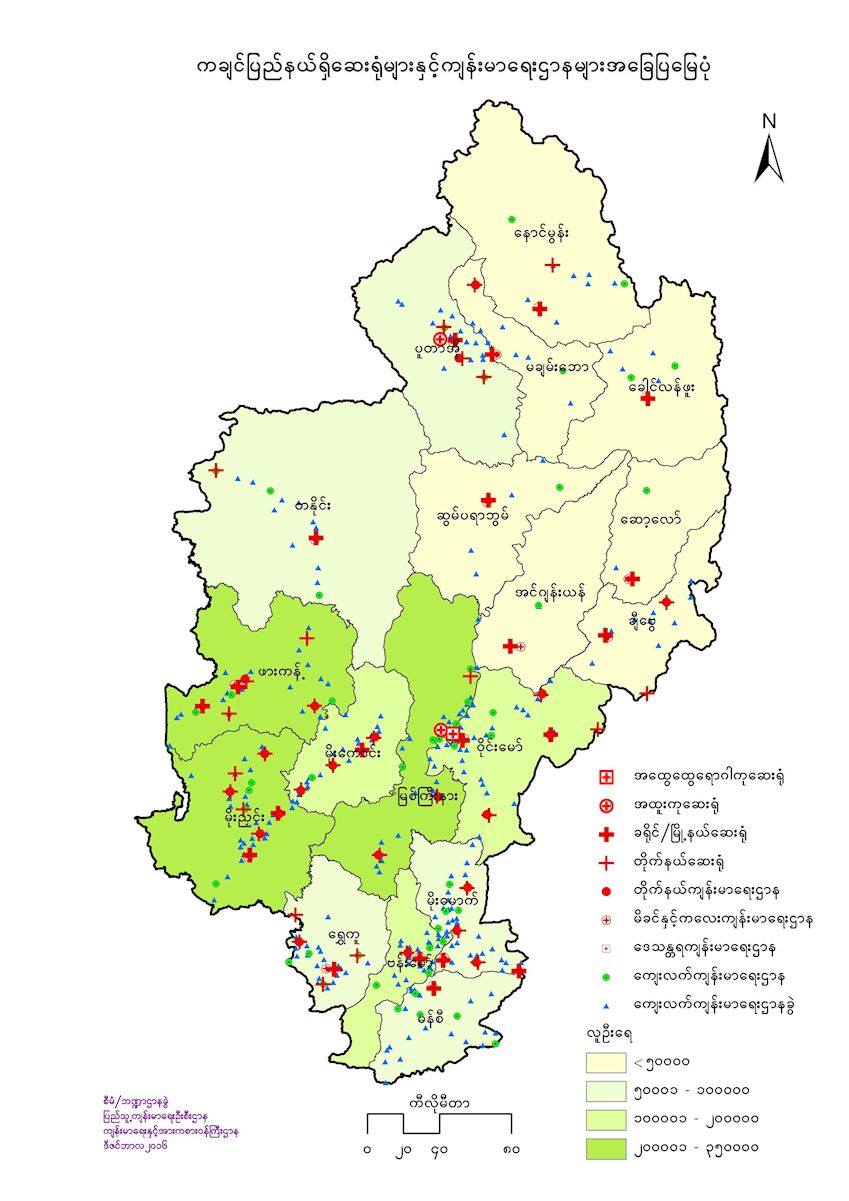 ကချင်ပြည်နယ်ရှိဆေးရုံများနှင့်ကျန်းမာရေးဌာနများအခြေပြမြေပုံ
N
နောင်မွန်း
ပူတာအို
မချမ်းဘော
ခေါင်လန်ဖူး
တနိုင်း
ဆွမ်ပရာဘွမ်
ဆော့လော်
အင်ဂျန်းယန်
ချီဖွေ
ဖားကန့်
မိုးကောင်း
ဝိုင်းမော်
မြစ်ကြီးနား
မိုးညှင်း
မိုးမောက်
ရွှေကူ
ဗန်းမော်
မံစီ
အထွေထွေရောဂါကုဆေးရုံ
အထူးကုဆေးရုံ
ခရိုင်/မြို့နယ်ဆေးရုံ
တိုက်နယ်ဆေးရုံ
တိုက်နယ်ကျန်းမာရေးဌာန
မိခင်နှင့်ကလေးကျန်းမာရေးဌာန
ဒေသန္တရကျန်းမာရေးဌာန
ကျေးလက်ကျန်းမာရေးဌာန
ကျေးလက်ကျန်းမာရေးဌာနခွဲ
လူဦးရေ
< ၅၀၀၀၀
၅၀၀၀၁ - ၁၀၀၀၀၀
၁၀၀၀၀၁ - ၂၀၀၀၀၀
၂၀၀၀၀၁ - ၃၅၀၀၀၀
ကီလိုမီတာ
၀ ၂၀ ၄၀ ၈၀
စီမံ/ဘဏ္ဍာဌာနခွဲ
ပြည်သူ့ကျန်းမာရေးဦးစီးဌာန
ကျန်းမာရေးနှင့်အားကစားဝန်ကြီးဌာန
ဒီဇင်ဘာလ၂၀၁၆